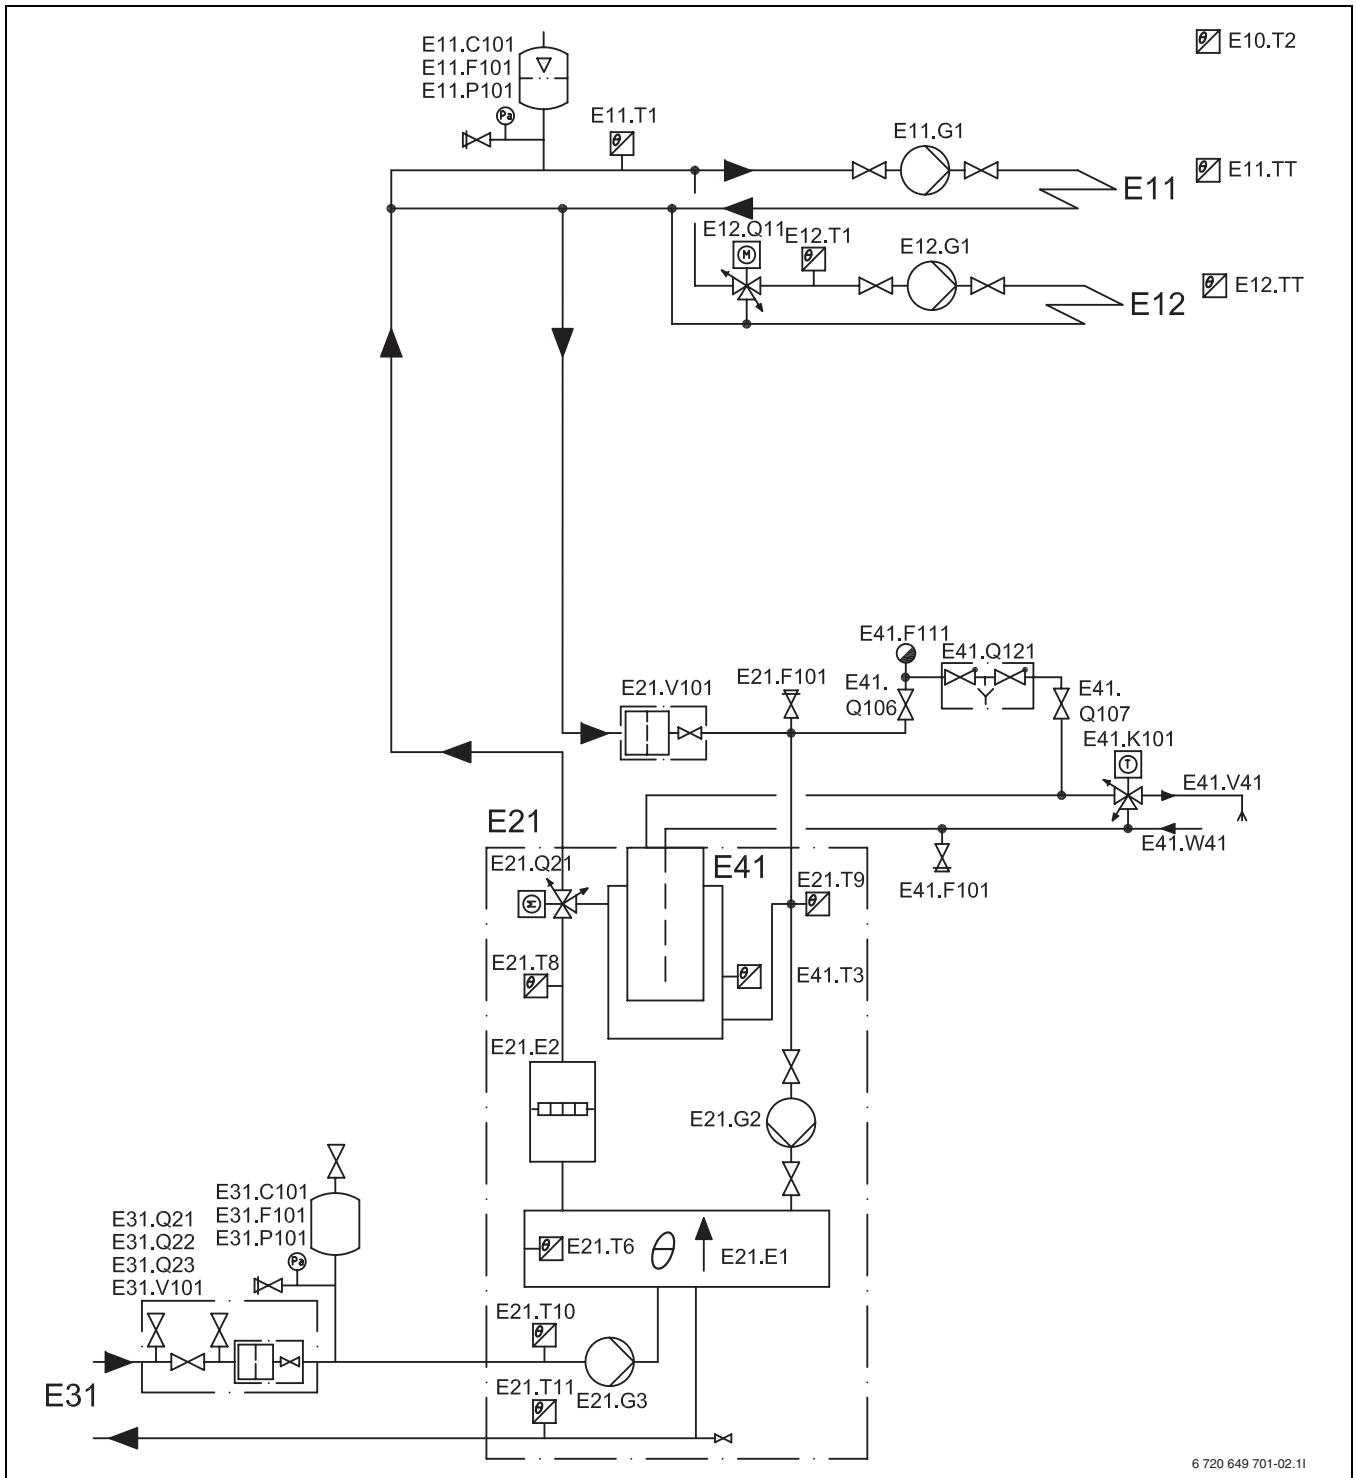 E11.C101
E11.F101
E11.P101
Pa
E11.T1
θ
E11.G1
θ E10.T2
θ E11.TT
E11
E12.Q11
M
E12.T1
θ
E12.G1
θ E12.TT
E12
E41.F111
E41.Q121
E21.V101
E21.F101
E41.
Q106
E41.
Q107
E41.K101
T
E41.V41
E41.W41
E41.F101
E21
E21.Q21
M
E41
E21.T9
θ
E21.T8
θ
θ
E41.T3
E21.E2
E21.G2
E31.C101
E31.F101
E31.P101
Pa
E31.Q21
E31.Q22
E31.Q23
E31.V101
θ E21.T6
E21.E1
E21.T10
θ
E21.G3
E31
E21.T11
θ
6 720 649 701-02.1I